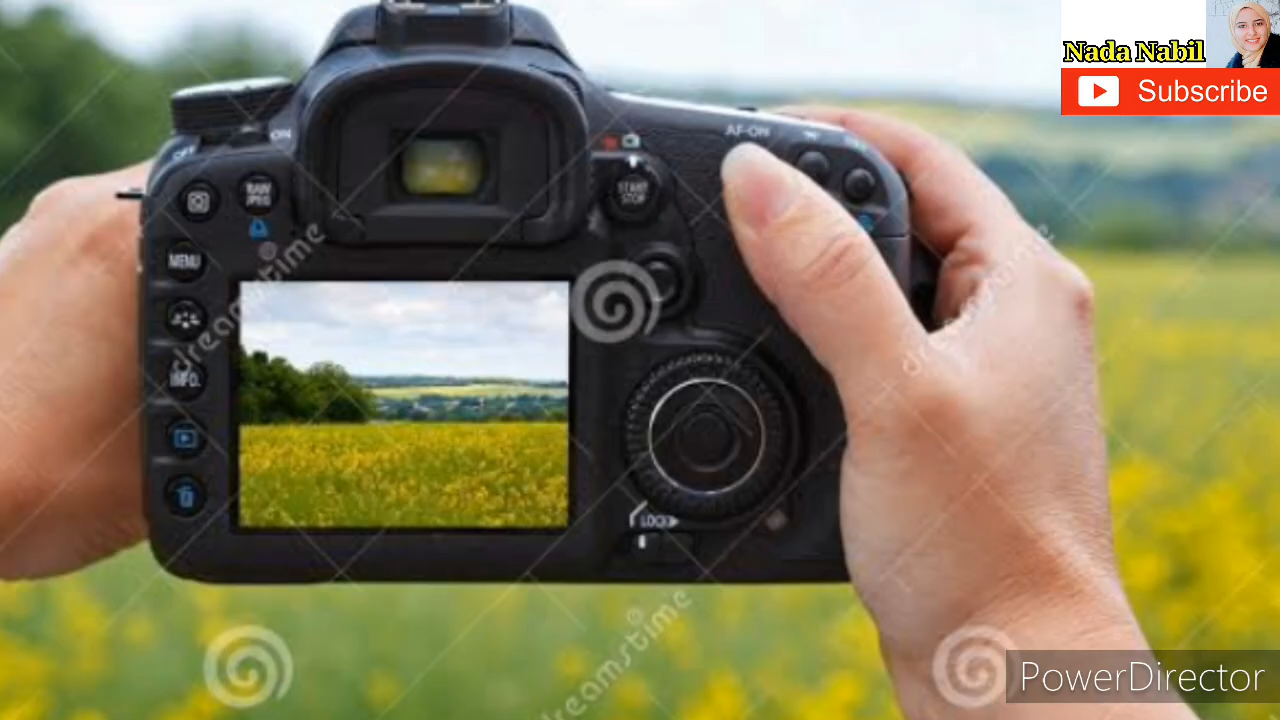 Nada Nabil
Subscribe
ON
OFF
AF-ON
RAW
JPEG
START
STOP
MENU
INFO.
LOCK
dreamstime
dreamstime
dreamstime
PowerDirector